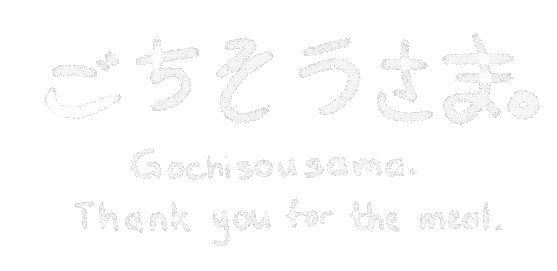 ごちそうさま。
Gochisousama.
Thank you for the meal.